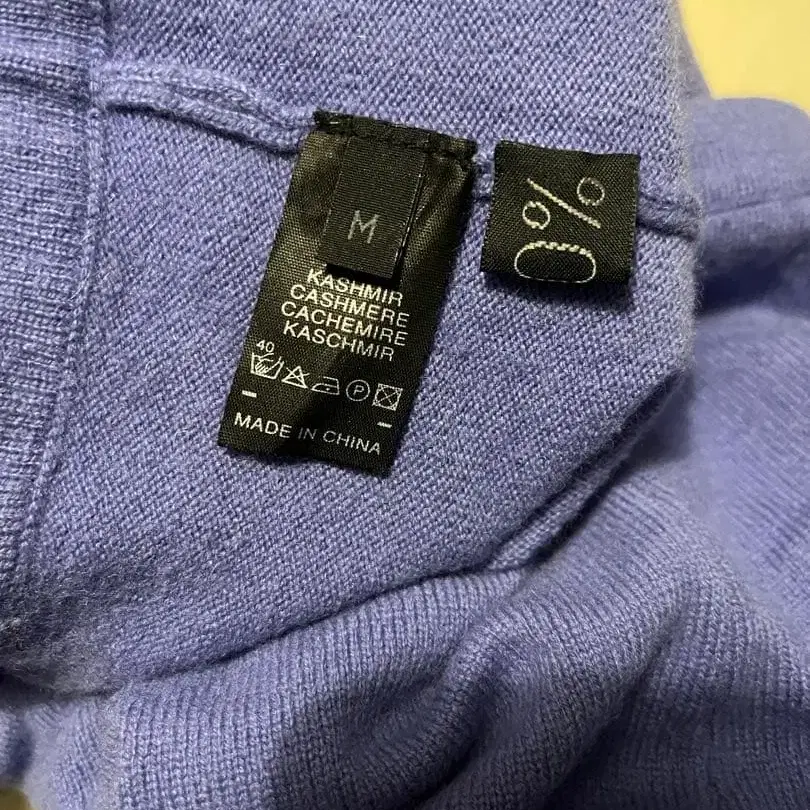 M
KASHMIR
CASHMERE
CACHEMIRE
KASCHMIR
40
P
MADE IN CHINA
0%